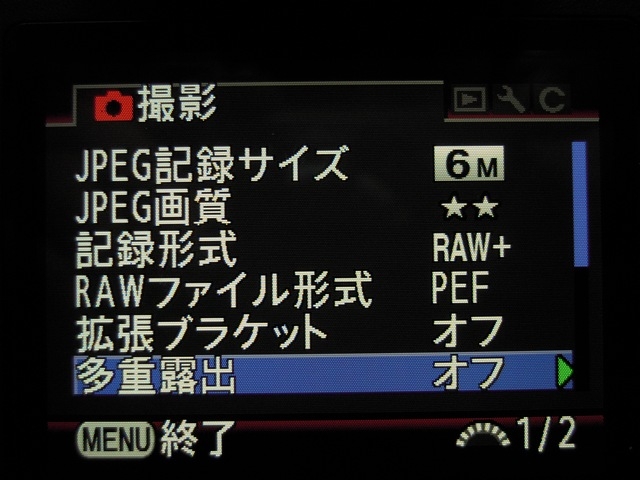 撮影 C
JPEG記録サイズ 6M
JPEG画質 ★★
記録形式 RAW+
RAWファイル形式 PEF
拡張ブラケット オフ
多重露出 オフ
MENU 終了 1/2